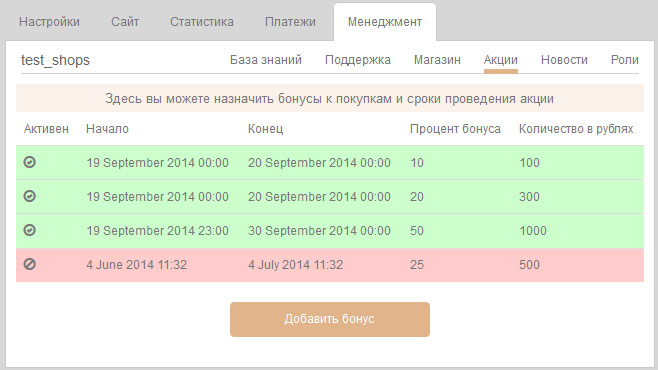 Настройки Сайт Статистика Платежи Менеджмент
test_shops База знаний Поддержка Магазин Акции Новости Роли
Здесь вы можете назначить бонусы к покупкам и сроки проведения акции
Активен Начало Конец Процент бонуса Количество в рублях
19 September 2014 00:00 20 September 2014 00:00 10 100
19 September 2014 00:00 20 September 2014 00:00 20 300
19 September 2014 23:00 30 September 2014 00:00 50 1000
4 June 2014 11:32 4 July 2014 11:32 25 500
Добавить бонус